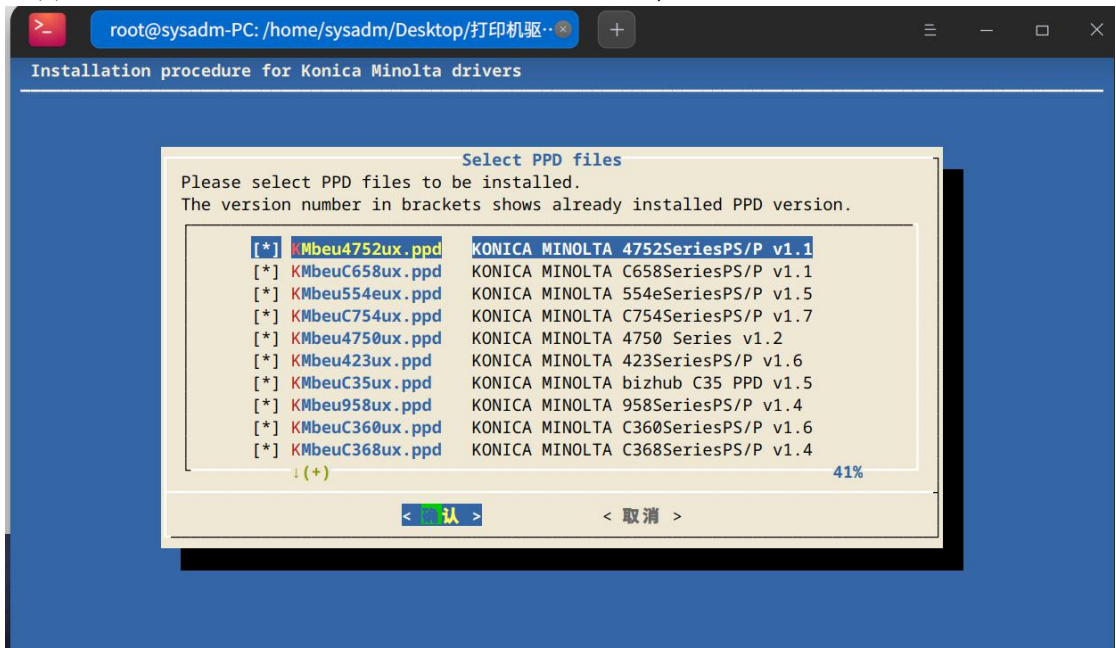 >_ root@sysadm-PC: /home/sysadm/Desktop/打印机驱··· × + ☰ — □ ×
Installation procedure for Konica Minolta drivers
Select PPD files
Please select PPD files to be installed.
The version number in brackets shows already installed PPD version.
[*] KMbeu4752ux.ppd KONICA MINOLTA 4752SeriesPS/P v1.1
[*] KMbeuC658ux.ppd KONICA MINOLTA C658SeriesPS/P v1.1
[*] KMbeu554eux.ppd KONICA MINOLTA 554eSeriesPS/P v1.5
[*] KMbeuC754ux.ppd KONICA MINOLTA C754SeriesPS/P v1.7
[*] KMbeu4750ux.ppd KONICA MINOLTA 4750 Series v1.2
[*] KMbeu423ux.ppd KONICA MINOLTA 423SeriesPS/P v1.6
[*] KMbeuC35ux.ppd KONICA MINOLTA bizhub C35 PPD v1.5
[*] KMbeu958ux.ppd KONICA MINOLTA 958SeriesPS/P v1.4
[*] KMbeuC360ux.ppd KONICA MINOLTA C360SeriesPS/P v1.6
[*] KMbeuC368ux.ppd KONICA MINOLTA C368SeriesPS/P v1.4
↓(+) 41%
< 确认 > < 取消 >